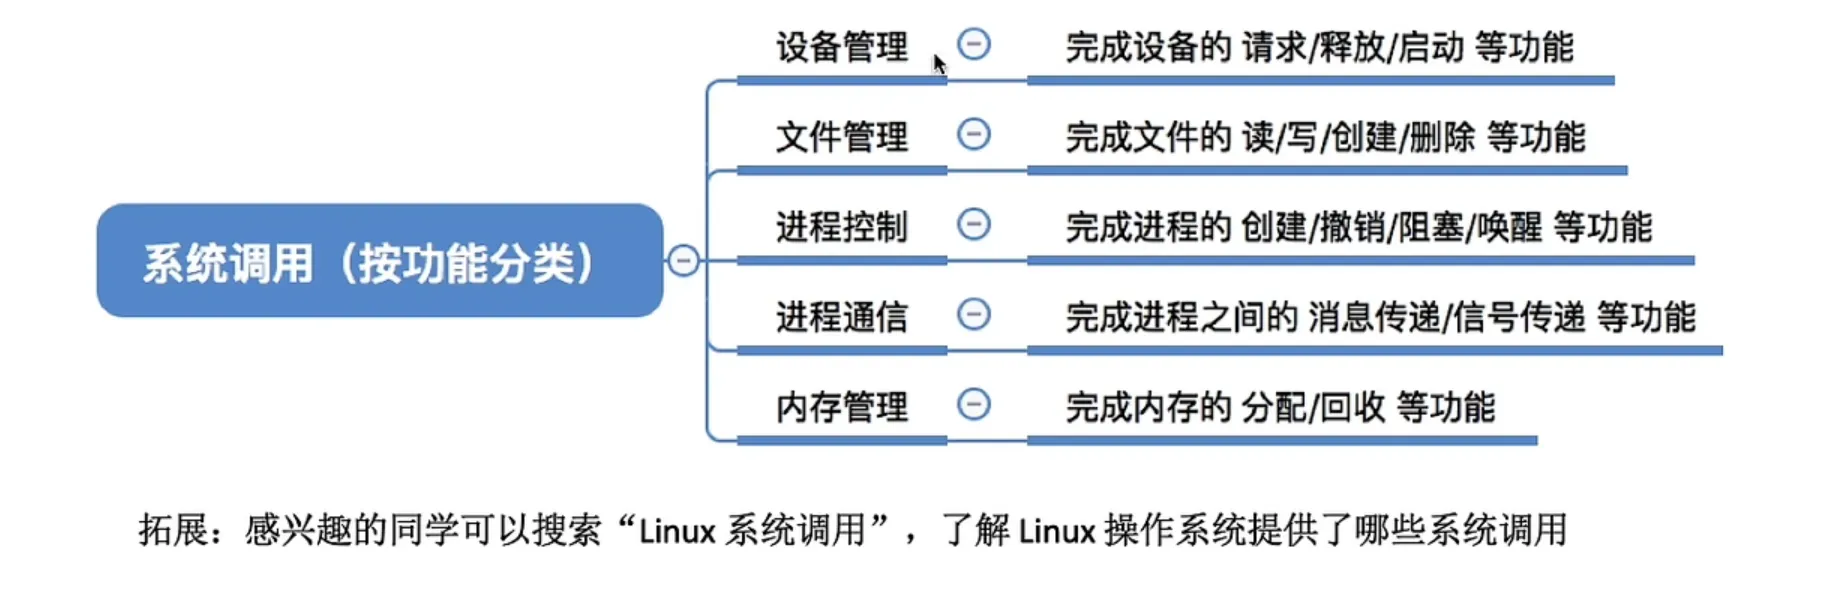 设备管理
完成设备的 请求/释放/启动 等功能
文件管理
完成文件的 读/写/创建/删除 等功能
进程控制
完成进程的 创建/撤销/阻塞/唤醒 等功能
系统调用（按功能分类）
进程通信
完成进程之间的 消息传递/信号传递 等功能
内存管理
完成内存的 分配/回收 等功能
拓展：感兴趣的同学可以搜索“Linux 系统调用”，了解 Linux 操作系统提供了哪些系统调用